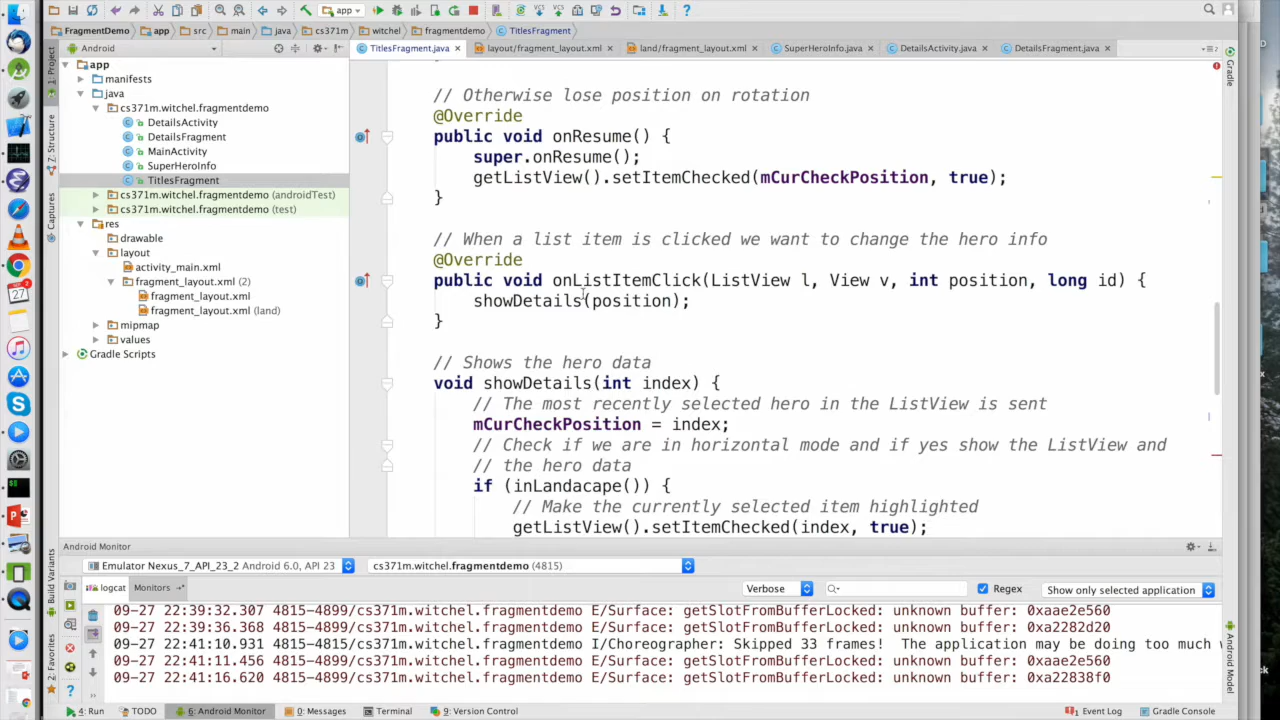 app
FragmentDemo app src main java cs371m witchel fragmentdemo TitlesFragment
Android
TitlesFragment.java layout/fragment_layout.xml land/fragment_layout.xml SuperHeroInfo.java DetailsActivity.java DetailsFragment.java
1: Project
Z: Structure
Captures
Build Variants
2: Favorites
app
manifests
java
cs371m.witchel.fragmentdemo
DetailsActivity
DetailsFragment
MainActivity
SuperHeroInfo
TitlesFragment
cs371m.witchel.fragmentdemo (androidTest)
cs371m.witchel.fragmentdemo (test)
res
drawable
layout
activity_main.xml
fragment_layout.xml (2)
fragment_layout.xml
fragment_layout.xml (land)
mipmap
values
Gradle Scripts
// Otherwise lose position on rotation
@Override
public void onResume() {
super.onResume();
getListView().setItemChecked(mCurCheckPosition, true);
}
// When a list item is clicked we want to change the hero info
@Override
public void onListItemClick(ListView l, View v, int position, long id) {
showDetails(position);
}
// Shows the hero data
void showDetails(int index) {
// The most recently selected hero in the ListView is sent
mCurCheckPosition = index;
// Check if we are in horizontal mode and if yes show the ListView and
// the hero data
if (inLandacape()) {
// Make the currently selected item highlighted
getListView().setItemChecked(index, true);
Gradle
Android Model
Android Monitor
Emulator Nexus_7_API_23_2 Android 6.0, API 23 cs371m.witchel.fragmentdemo (4815)
logcat Monitors Verbose Regex Show only selected application
09-27 22:39:32.307 4815-4899/cs371m.witchel.fragmentdemo E/Surface: getSlotFromBufferLocked: unknown buffer: 0xaae2e560
09-27 22:39:36.368 4815-4899/cs371m.witchel.fragmentdemo E/Surface: getSlotFromBufferLocked: unknown buffer: 0xa2282d20
09-27 22:41:10.931 4815-4815/cs371m.witchel.fragmentdemo I/Choreographer: Skipped 33 frames! The application may be doing too much
09-27 22:41:11.456 4815-4899/cs371m.witchel.fragmentdemo E/Surface: getSlotFromBufferLocked: unknown buffer: 0xaae2e560
09-27 22:41:16.620 4815-4899/cs371m.witchel.fragmentdemo E/Surface: getSlotFromBufferLocked: unknown buffer: 0xa22838f0
4: Run TODO 6: Android Monitor 0: Messages Terminal 9: Version Control 1 Event Log Gradle Console